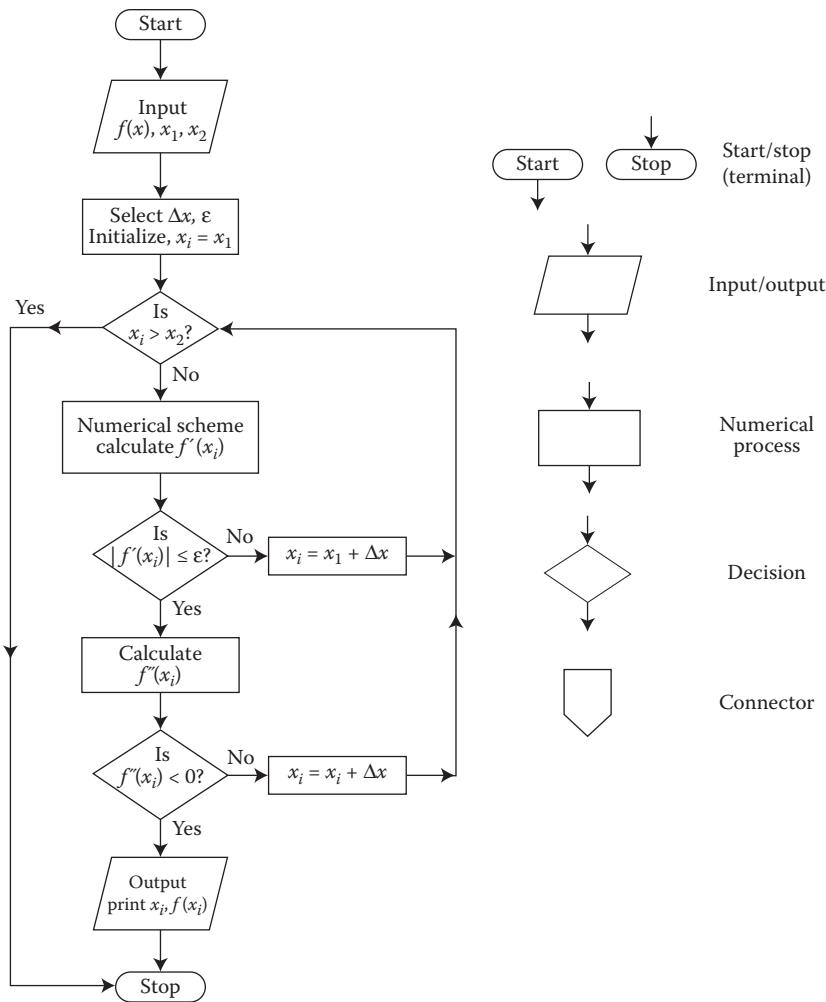 Start
Input
f(x), x₁, x₂
Select Δx, ε
Initialize, xᵢ = x₁
Is
xᵢ > x₂?
Yes
No
Numerical scheme
calculate f′(xᵢ)
Is
|f′(xᵢ)| ≤ ε?
No
xᵢ = x₁ + Δx
Yes
Calculate
f″(xᵢ)
Is
f″(xᵢ) < 0?
No
xᵢ = xᵢ + Δx
Yes
Output
print xᵢ, f(xᵢ)
Stop
Start
Stop
Start/stop
(terminal)
Input/output
Numerical
process
Decision
Connector